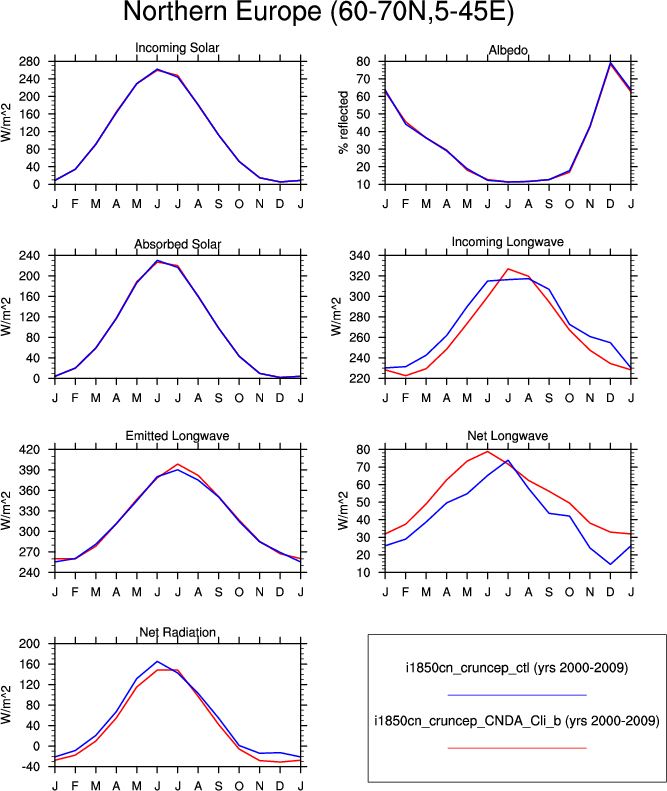 Northern Europe (60-70N,5-45E)
Incoming Solar
W/m^2
280
240
200
160
120
80
40
0
J F M A M J J A S O N D J
Albedo
% reflected
80
70
60
50
40
30
20
10
J F M A M J J A S O N D J
Absorbed Solar
W/m^2
240
200
160
120
80
40
0
J F M A M J J A S O N D J
Incoming Longwave
W/m^2
340
320
300
280
260
240
220
J F M A M J J A S O N D J
Emitted Longwave
W/m^2
420
390
360
330
300
270
240
J F M A M J J A S O N D J
Net Longwave
W/m^2
80
70
60
50
40
30
20
10
J F M A M J J A S O N D J
Net Radiation
W/m^2
200
160
120
80
40
0
-40
J F M A M J J A S O N D J
i1850cn_cruncep_ctl (yrs 2000-2009)
i1850cn_cruncep_CNDA_Cli_b (yrs 2000-2009)